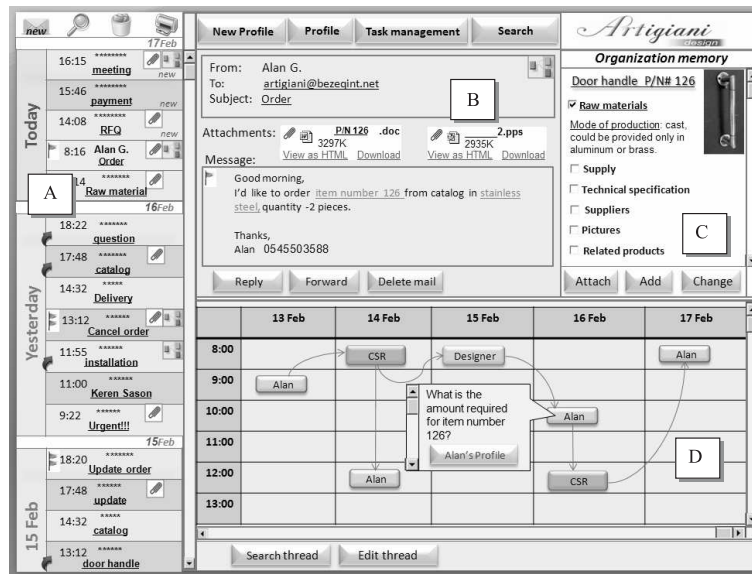 new
17Feb
16:15 ********
meeting
new
15:46 ********
payment
new
14:08 ********
RFQ
new
8:16 Alan G.
Order
14 ********
Raw material
Today
A
16Feb
18:22 ********
question
17:48 ******
catalog
14:32 *****
Delivery
13:12 ******
Cancel order
11:55 ******
installation
11:00 ******
Keren Sason
9:22 ******
Urgent!!!
Yesterday
15Feb
18:20 ********
Update order
17:48 ******
update
14:32 ******
catalog
13:12 ******
door handle
15 Feb
New Profile Profile Task management Search
From: Alan G.
To: artigiani@bezeqint.net
Subject: Order
B
Attachments: P/N 126 .doc 2.pps
3297K 2935K
View as HTML Download View as HTML Download
Message:
Good morning,
I'd like to order item number 126 from catalog in stainless
steel, quantity -2 pieces.
Thanks,
Alan 0545503588
Reply Forward Delete mail
Artigiani
design
Organization memory
Door handle P/N# 126
Raw materials
Mode of production: cast,
could be provided only in
aluminum or brass.
Supply
Technical specification
Suppliers
Pictures
Related products
C
Attach Add Change
13 Feb 14 Feb 15 Feb 16 Feb 17 Feb
8:00 CSR Designer Alan
9:00 Alan
10:00 Alan
11:00
12:00 Alan CSR
13:00
What is the
amount required
for item number
126?
Alan's Profile
D
Search thread Edit thread